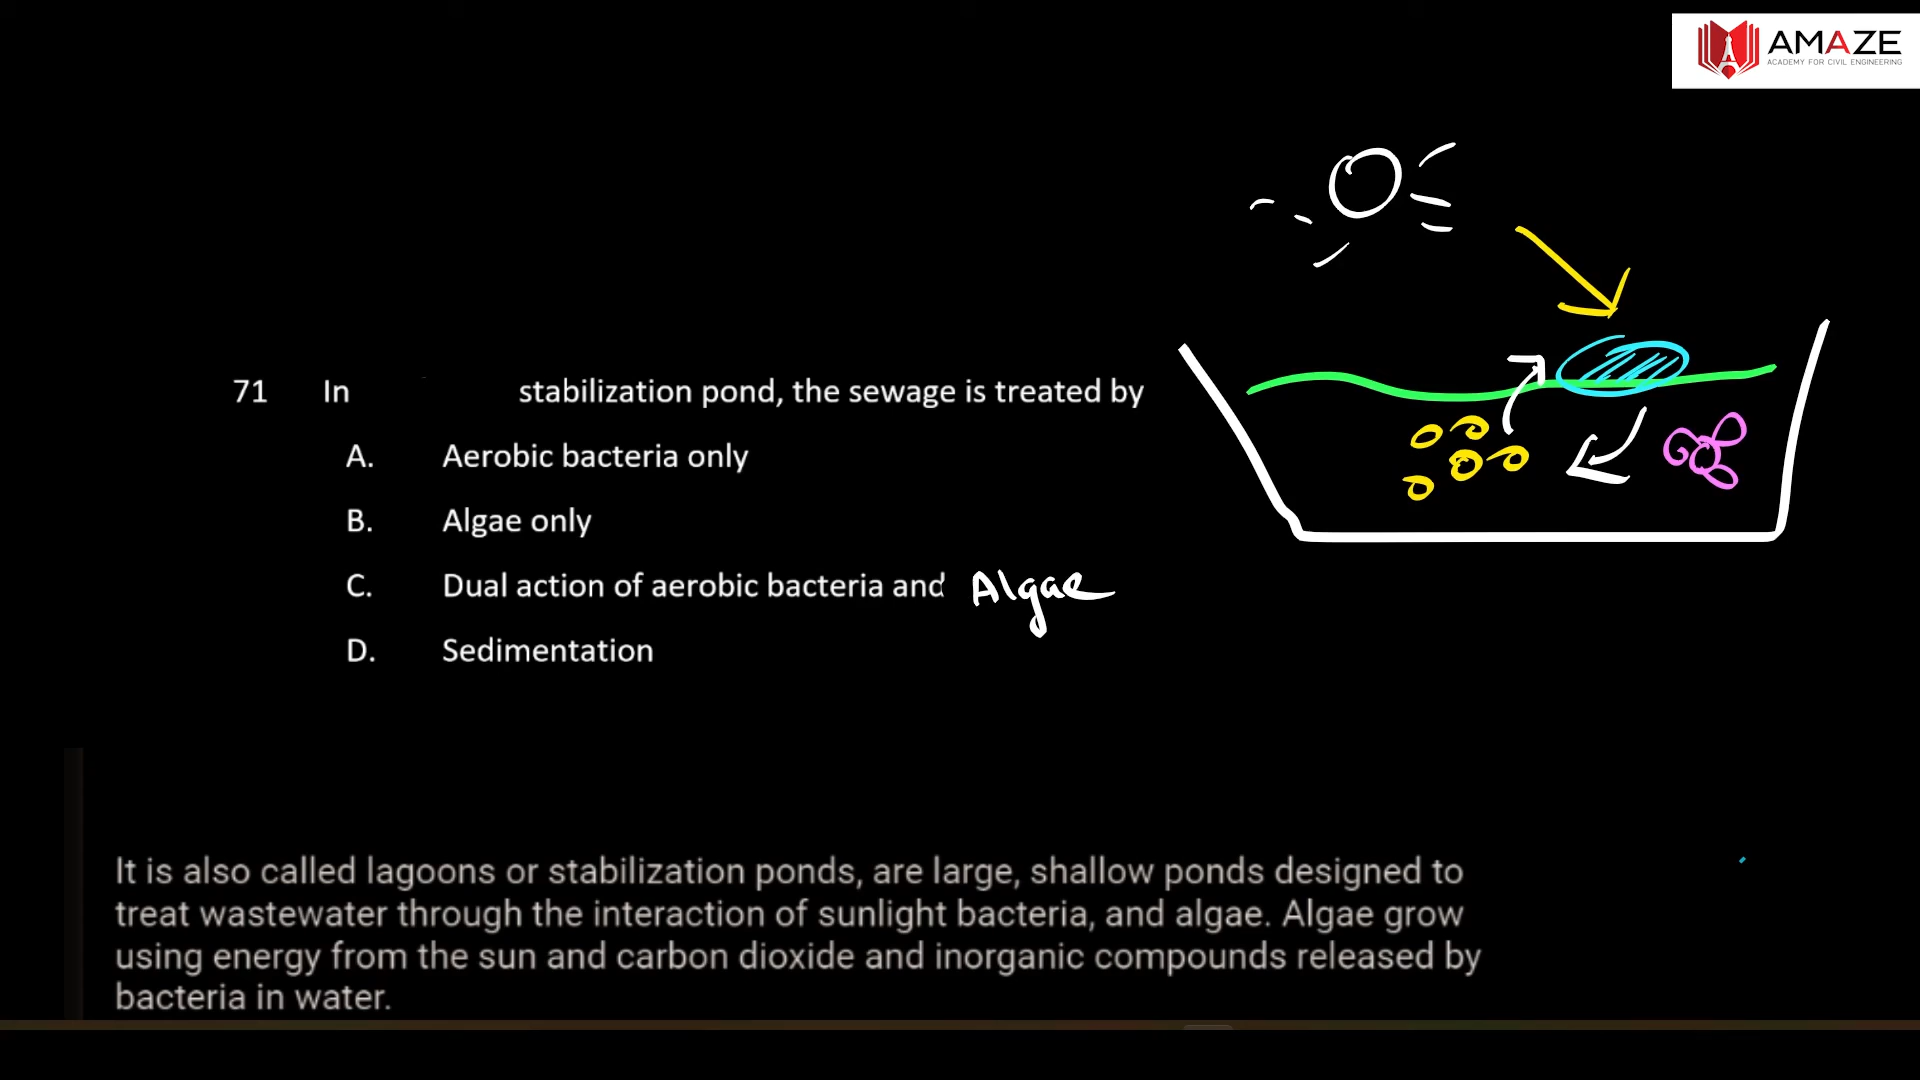 AMAZE
ACADEMY FOR CIVIL ENGINEERING
71 In stabilization pond, the sewage is treated by
A. Aerobic bacteria only
B. Algae only
C. Dual action of aerobic bacteria and Algae
D. Sedimentation
It is also called lagoons or stabilization ponds, are large, shallow ponds designed to
treat wastewater through the interaction of sunlight bacteria, and algae. Algae grow
using energy from the sun and carbon dioxide and inorganic compounds released by
bacteria in water.